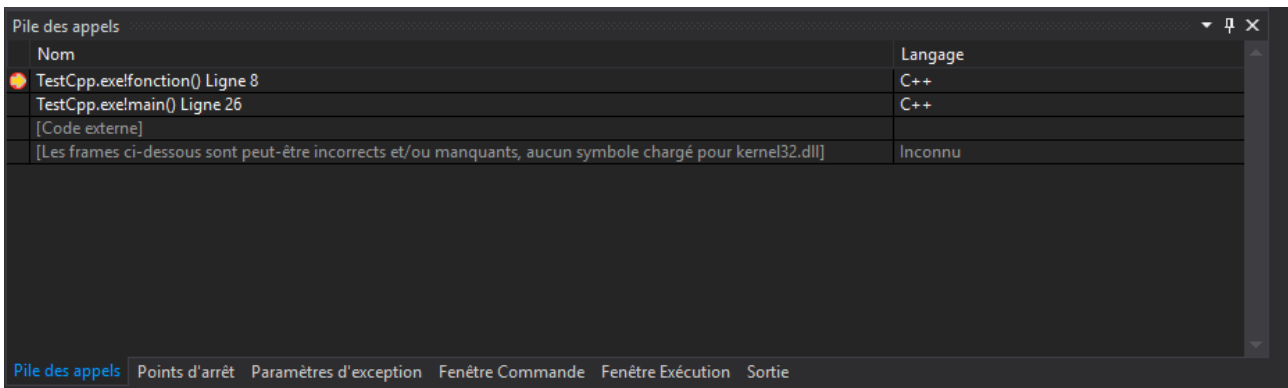 Pile des appels
Nom Langage
TestCpp.exe!fonction() Ligne 8 C++
TestCpp.exe!main() Ligne 26 C++
[Code externe]
[Les frames ci-dessous sont peut-être incorrects et/ou manquants, aucun symbole chargé pour kernel32.dll] Inconnu
Pile des appels Points d'arrêt Paramètres d'exception Fenêtre Commande Fenêtre Exécution Sortie